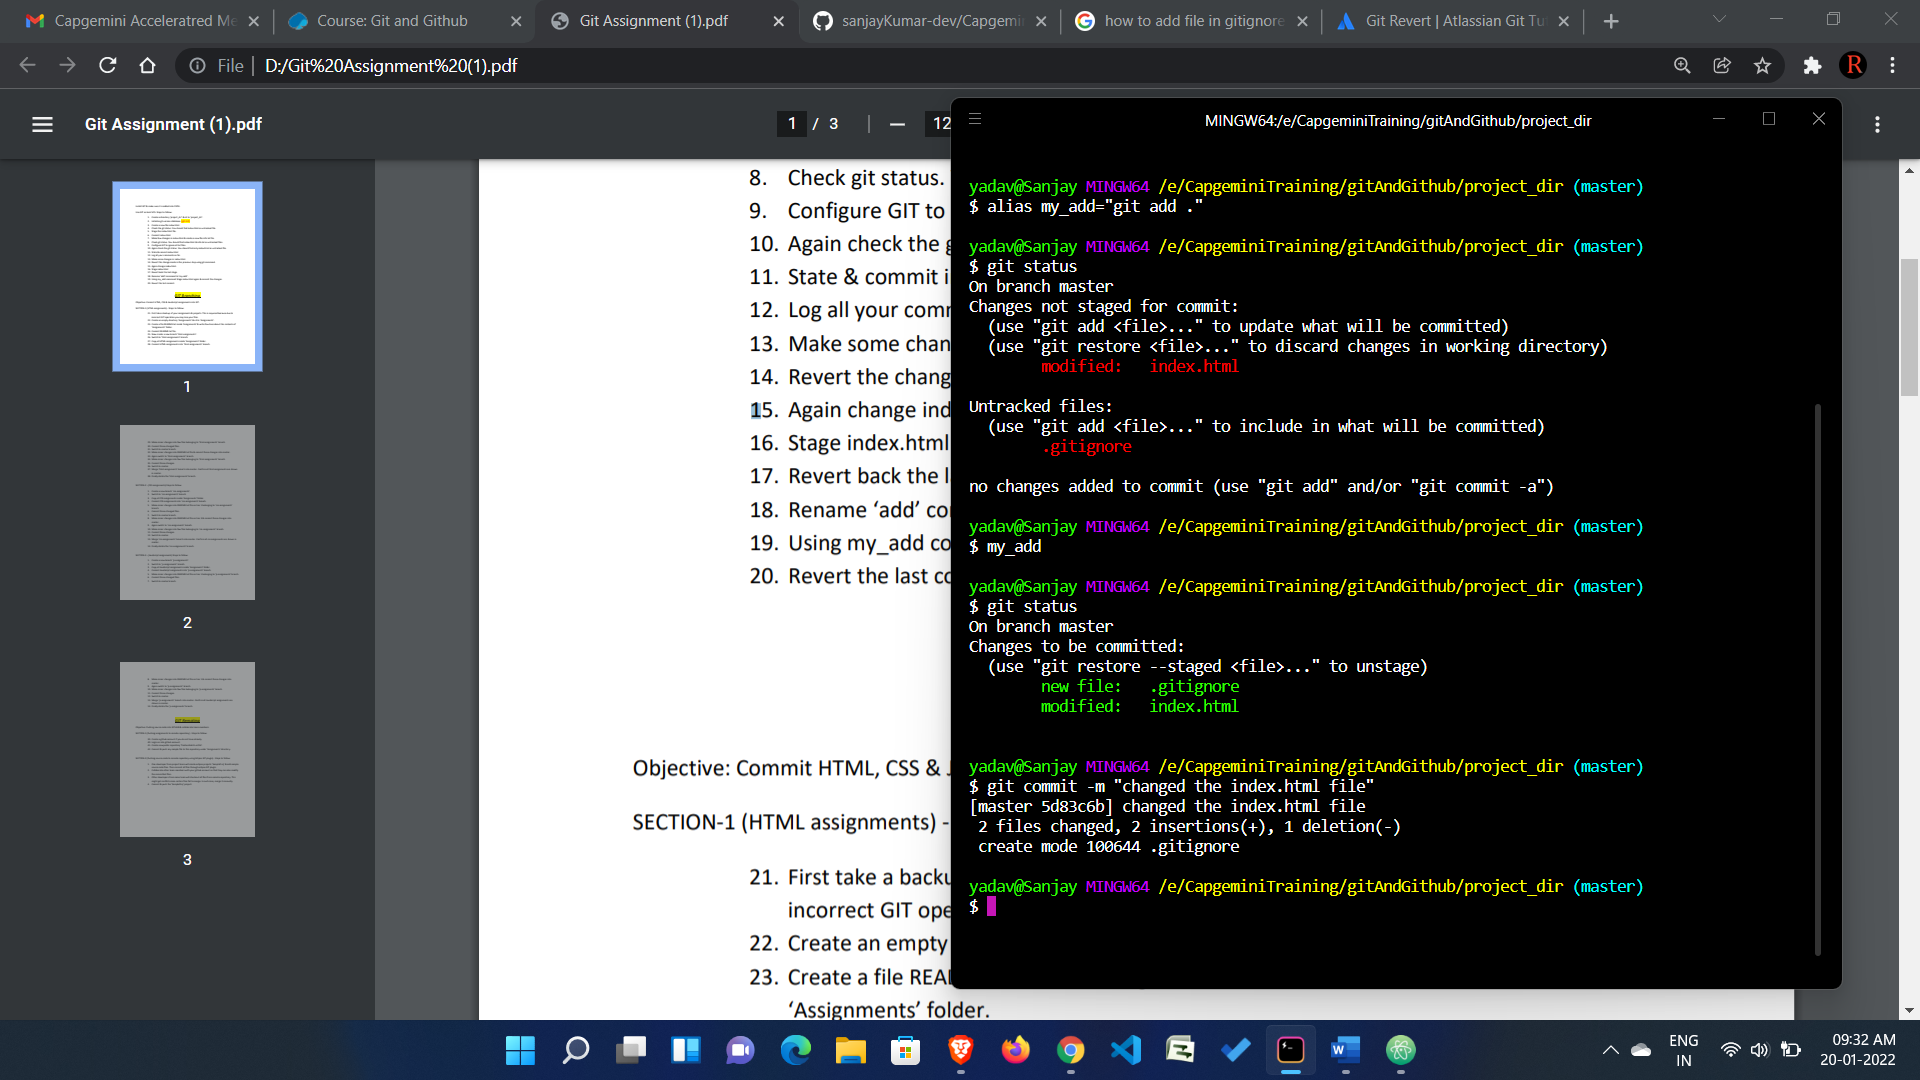 Capgemini Acceleratred Me
Course: Git and Github
Git Assignment (1).pdf
sanjayKumar-dev/Capgemin
how to add file in gitignore
Git Revert | Atlassian Git Tut
File
D:/Git%20Assignment%20(1).pdf
R
Git Assignment (1).pdf
1 / 3
12
1
2
3
8. Check git status.
9. Configure GIT to
10. Again check the g
11. State & commit i
12. Log all your com
13. Make some chan
14. Revert the chang
15. Again change ind
16. Stage index.html
17. Revert back the l
18. Rename ‘add’ co
19. Using my_add co
20. Revert the last co
Objective: Commit HTML, CSS & J
SECTION-1 (HTML assignments) -
21. First take a backu
incorrect GIT ope
22. Create an empty
23. Create a file REA
‘Assignments’ folder.
MINGW64:/e/CapgeminiTraining/gitAndGithub/project_dir
yadav@Sanjay MINGW64 /e/CapgeminiTraining/gitAndGithub/project_dir (master)
$ alias my_add="git add ."
yadav@Sanjay MINGW64 /e/CapgeminiTraining/gitAndGithub/project_dir (master)
$ git status
On branch master
Changes not staged for commit:
(use "git add <file>..." to update what will be committed)
(use "git restore <file>..." to discard changes in working directory)
modified:   index.html
Untracked files:
(use "git add <file>..." to include in what will be committed)
.gitignore
no changes added to commit (use "git add" and/or "git commit -a")
yadav@Sanjay MINGW64 /e/CapgeminiTraining/gitAndGithub/project_dir (master)
$ my_add
yadav@Sanjay MINGW64 /e/CapgeminiTraining/gitAndGithub/project_dir (master)
$ git status
On branch master
Changes to be committed:
(use "git restore --staged <file>..." to unstage)
new file:   .gitignore
modified:   index.html
yadav@Sanjay MINGW64 /e/CapgeminiTraining/gitAndGithub/project_dir (master)
$ git commit -m "changed the index.html file"
[master 5d83c6b] changed the index.html file
2 files changed, 2 insertions(+), 1 deletion(-)
create mode 100644 .gitignore
yadav@Sanjay MINGW64 /e/CapgeminiTraining/gitAndGithub/project_dir (master)
$
ENG
IN
09:32 AM
20-01-2022